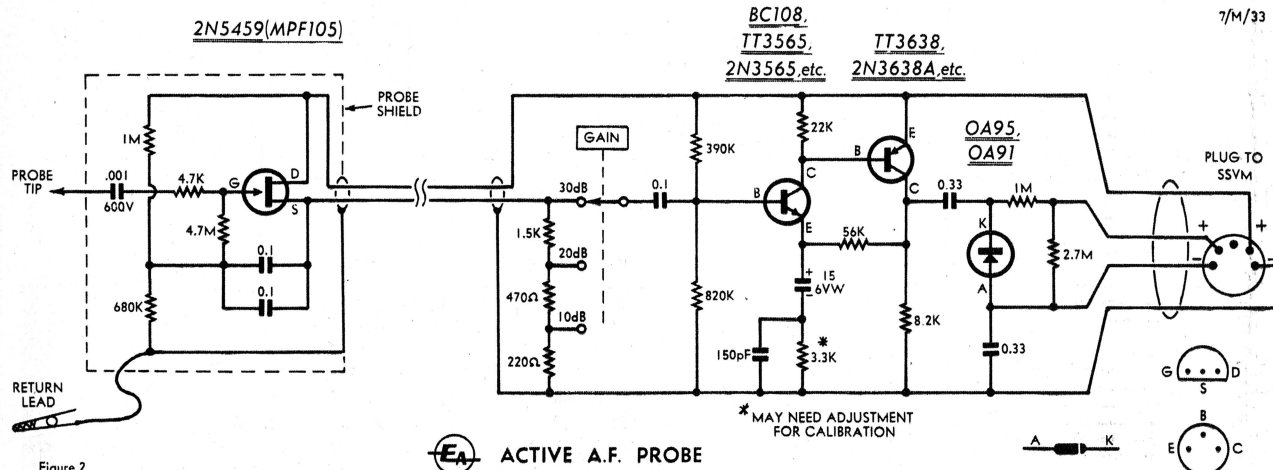 7/M/33
2N5459(MPF105)
BC108,
TT3565,
2N3565,etc.
TT3638,
2N3638A,etc.
OA95,
OA91
PROBE
SHIELD
GAIN
PLUG TO
SSVM
PROBE
TIP
.001
600V
4.7K
1M
G
D
S
4.7M
0.1
0.1
680K
RETURN
LEAD
30dB
20dB
10dB
1.5K
470Ω
220Ω
0.1
390K
820K
22K
B
C
E
56K
+
15
6VW
-
150pF
*
3.3K
B
E
C
0.33
8.2K
K
A
1M
2.7M
0.33
+
+
-
-
* MAY NEED ADJUSTMENT
FOR CALIBRATION
G
D
S
B
E
C
A
K
EA
ACTIVE A.F. PROBE
Figure 2